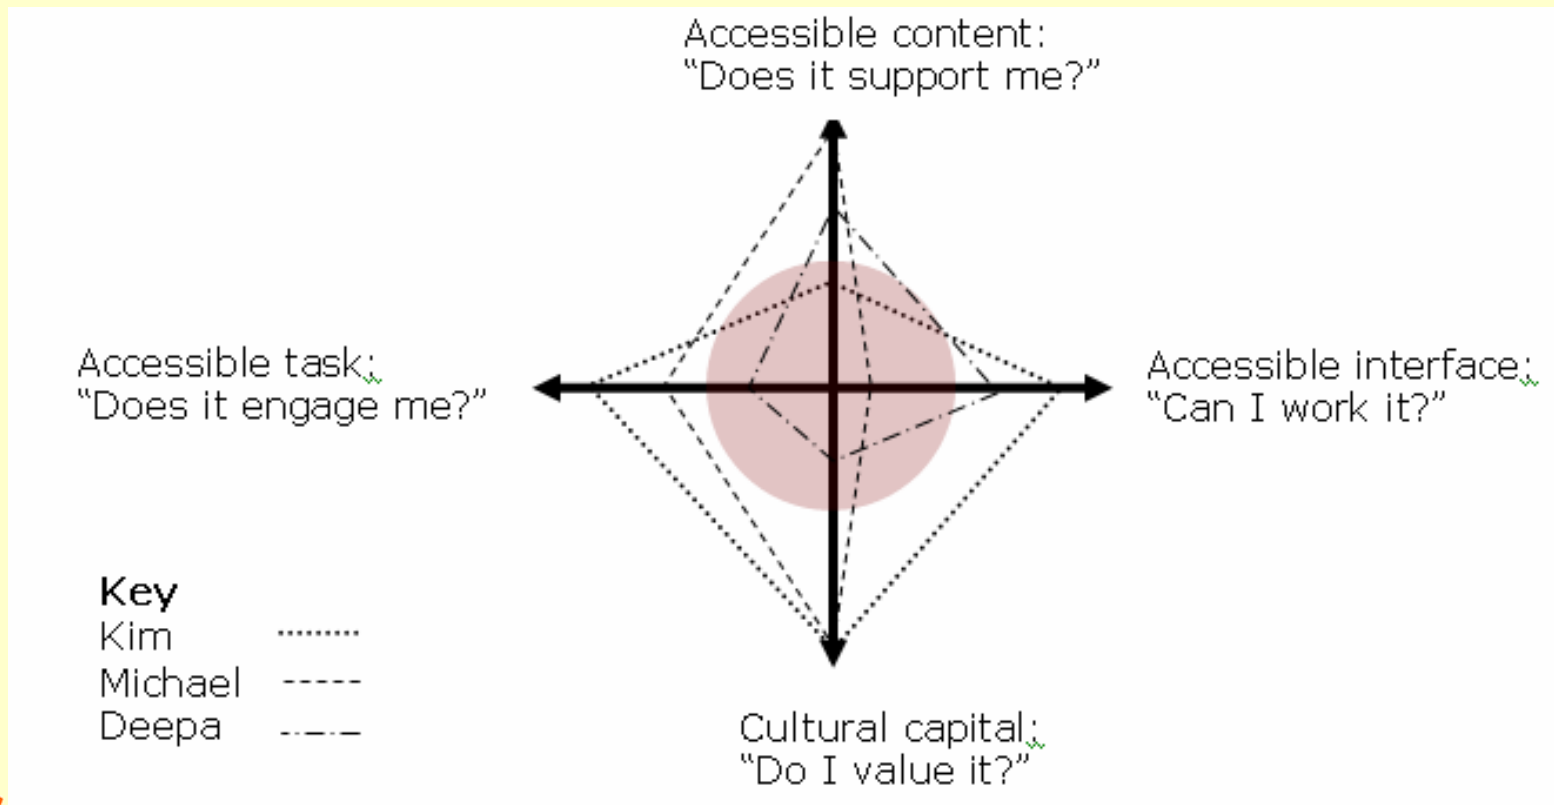 Accessible content:
“Does it support me?”
Accessible task;
“Does it engage me?”
Accessible interface;
“Can I work it?”
Key
Kim
Michael
Deepa
Cultural capital;
“Do I value it?”